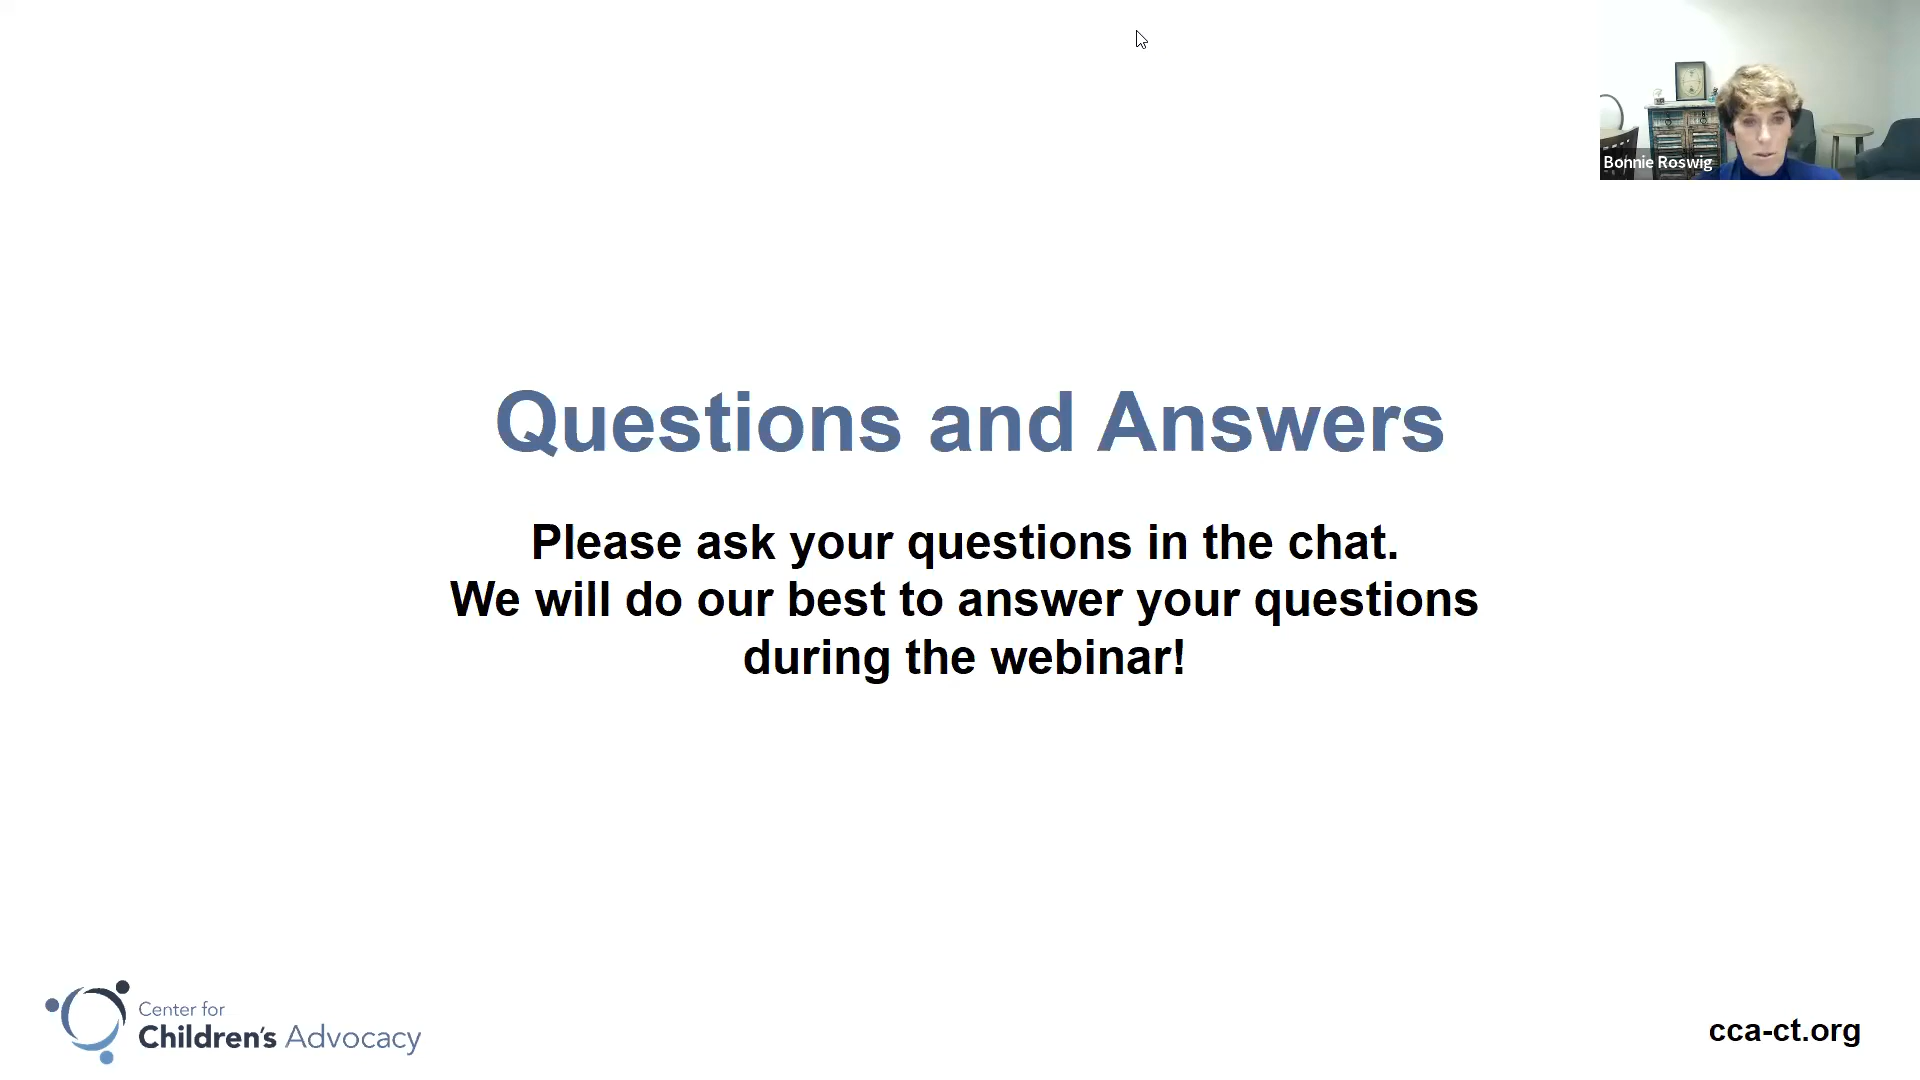 Bonnie Roswig
Questions and Answers
Please ask your questions in the chat.
We will do our best to answer your questions
during the webinar!
Center for
Children's Advocacy
cca-ct.org